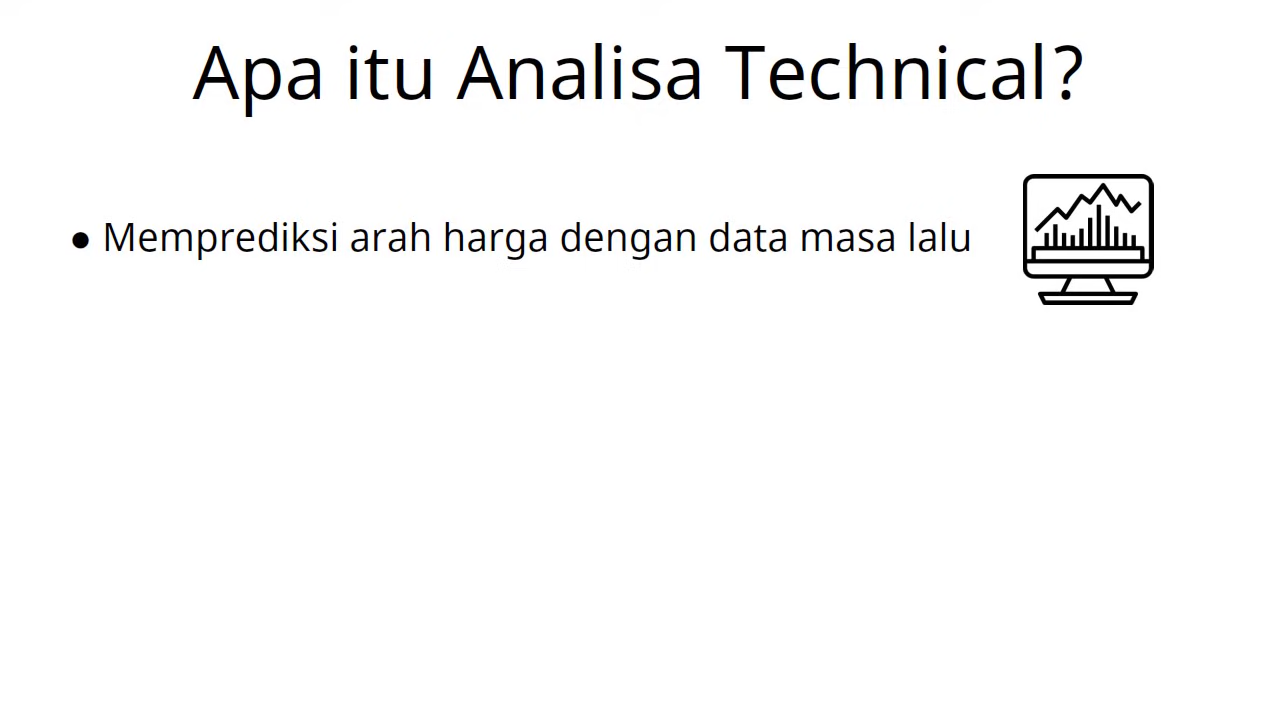 Apa itu Analisa Technical?
● Memprediksi arah harga dengan data masa lalu